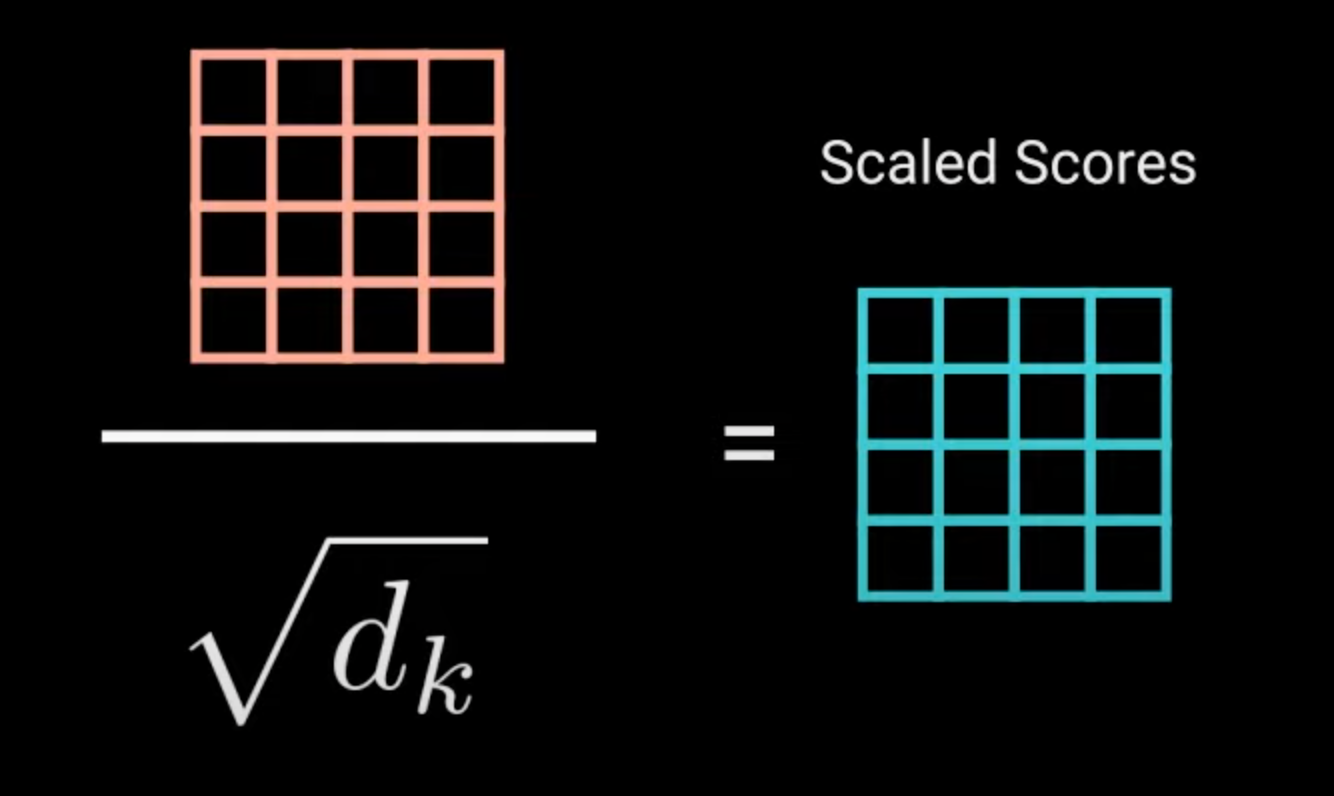 Scaled Scores
=
√d_k